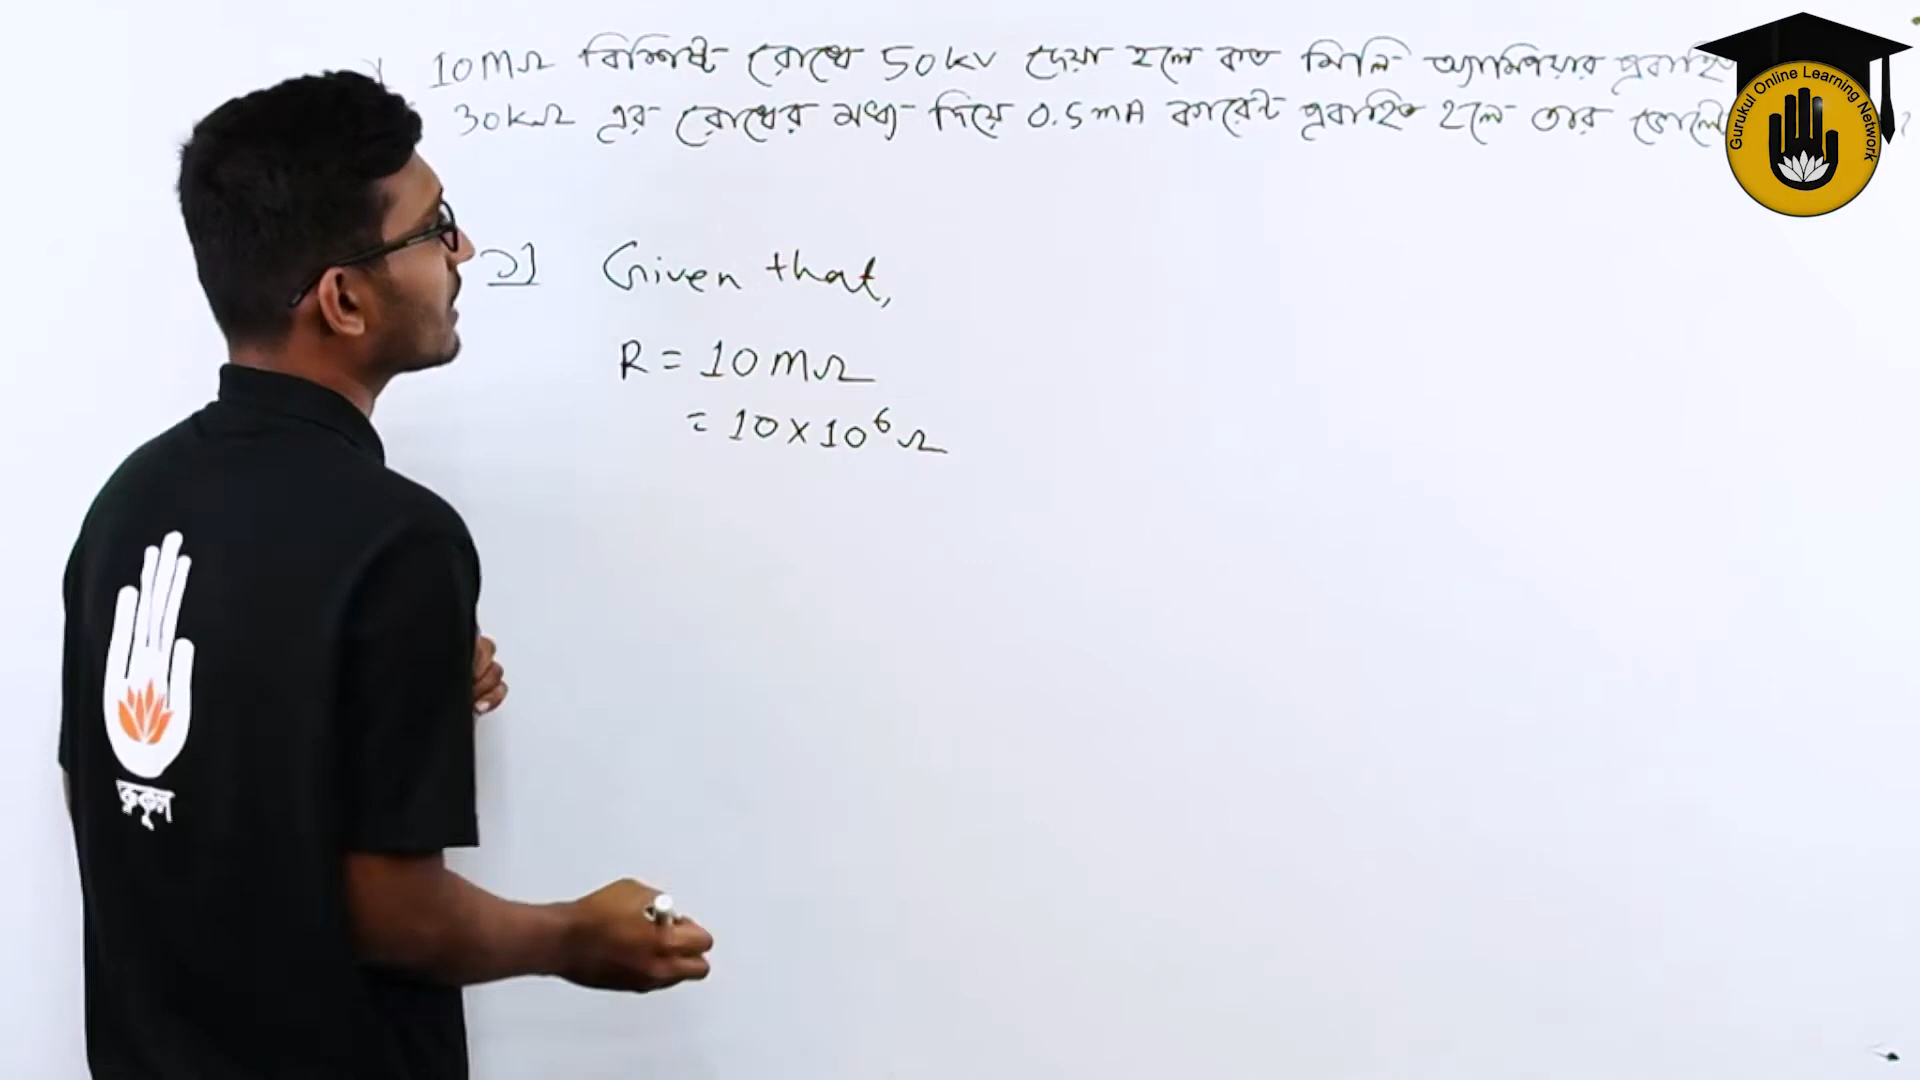 10MΩ বিশিষ্ট রোধে 50kV দেয়া হলে কত মিলি অ্যাম্পিয়ার প্রবাহিত
30kΩ এর রোধের মধ্য দিয়ে 0.5mA কারেন্ট প্রবাহিত হলে তার
১] Given that,
R = 10MΩ
= 10×10⁶Ω
Gurukul Online Learning Network